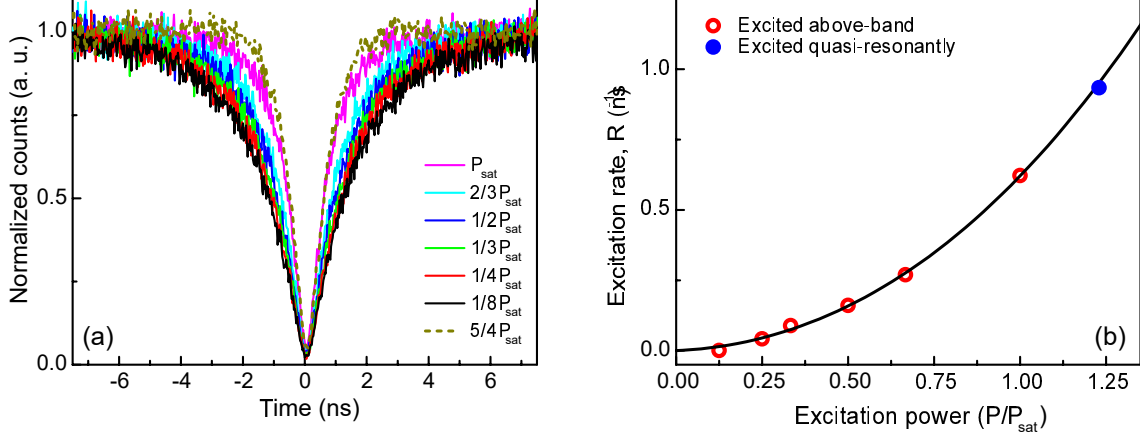 Normalized counts (a. u.)
1.0
0.5
0.0
P_sat
2/3P_sat
1/2P_sat
1/3P_sat
1/4P_sat
1/8P_sat
5/4P_sat
(a)
-6 -4 -2 0 2 4 6
Time (ns)
Excitation rate, R (ns⁻¹)
1.0
0.5
0.0
Excited above-band
Excited quasi-resonantly
(b)
0.00 0.25 0.50 0.75 1.00 1.25
Excitation power (P/P_sat)